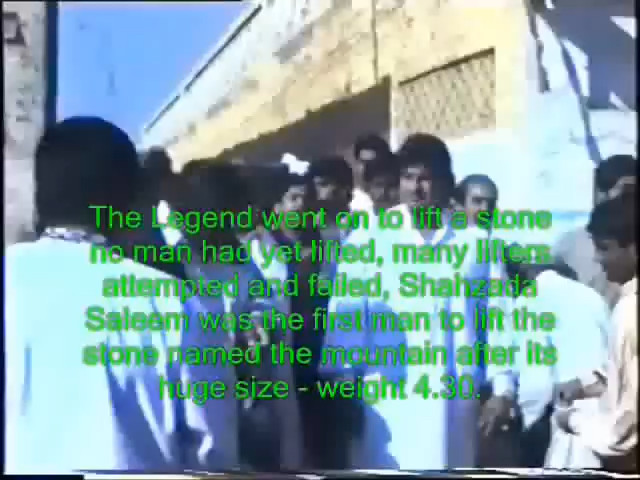 The Legend went on to lift a stone
no man had yet lifted, many lifters
attempted and failed, Shahzada
Saleem was the first man to lift the
stone named the mountain after its
huge size - weight 4.30.